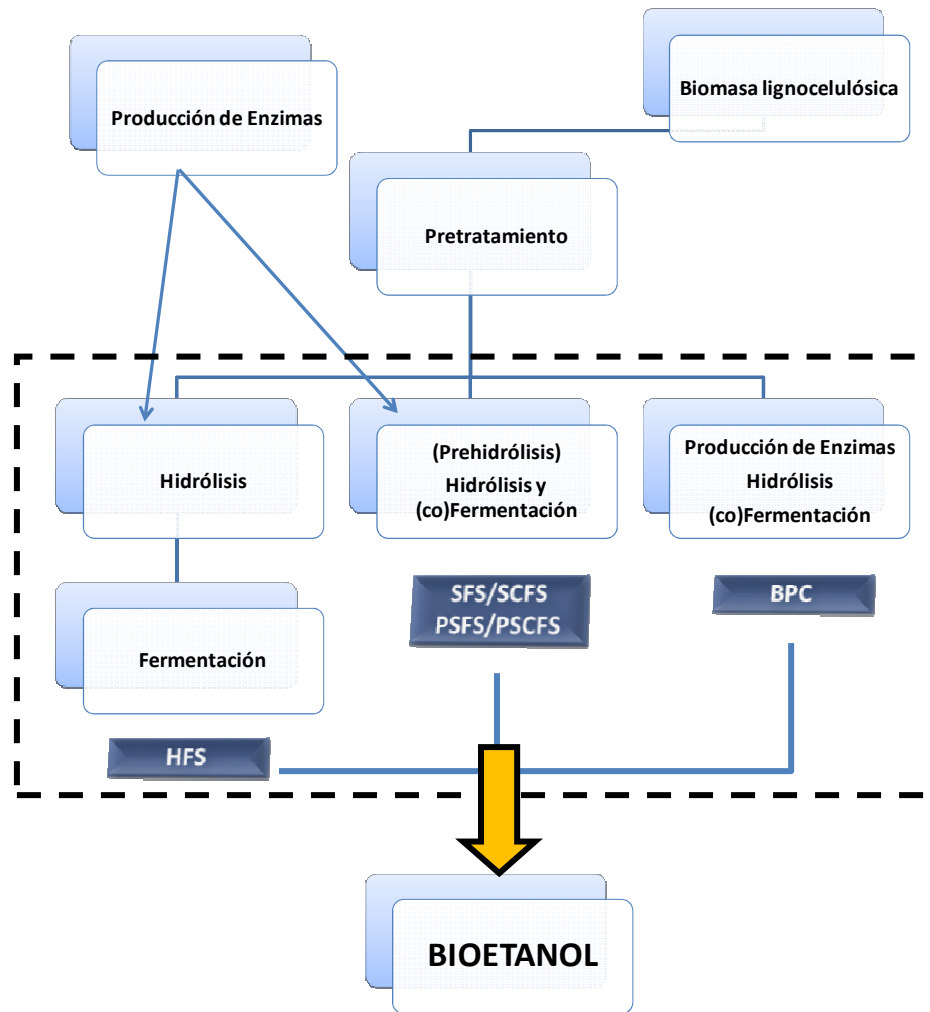 Biomasa lignocelulósica
Producción de Enzimas
Pretratamiento
Hidrólisis
(Prehidrólisis)
Hidrólisis y
(co)Fermentación
Producción de Enzimas
Hidrólisis
(co)Fermentación
SFS/SCFS
PSFS/PSCFS
BPC
Fermentación
HFS
BIOETANOL